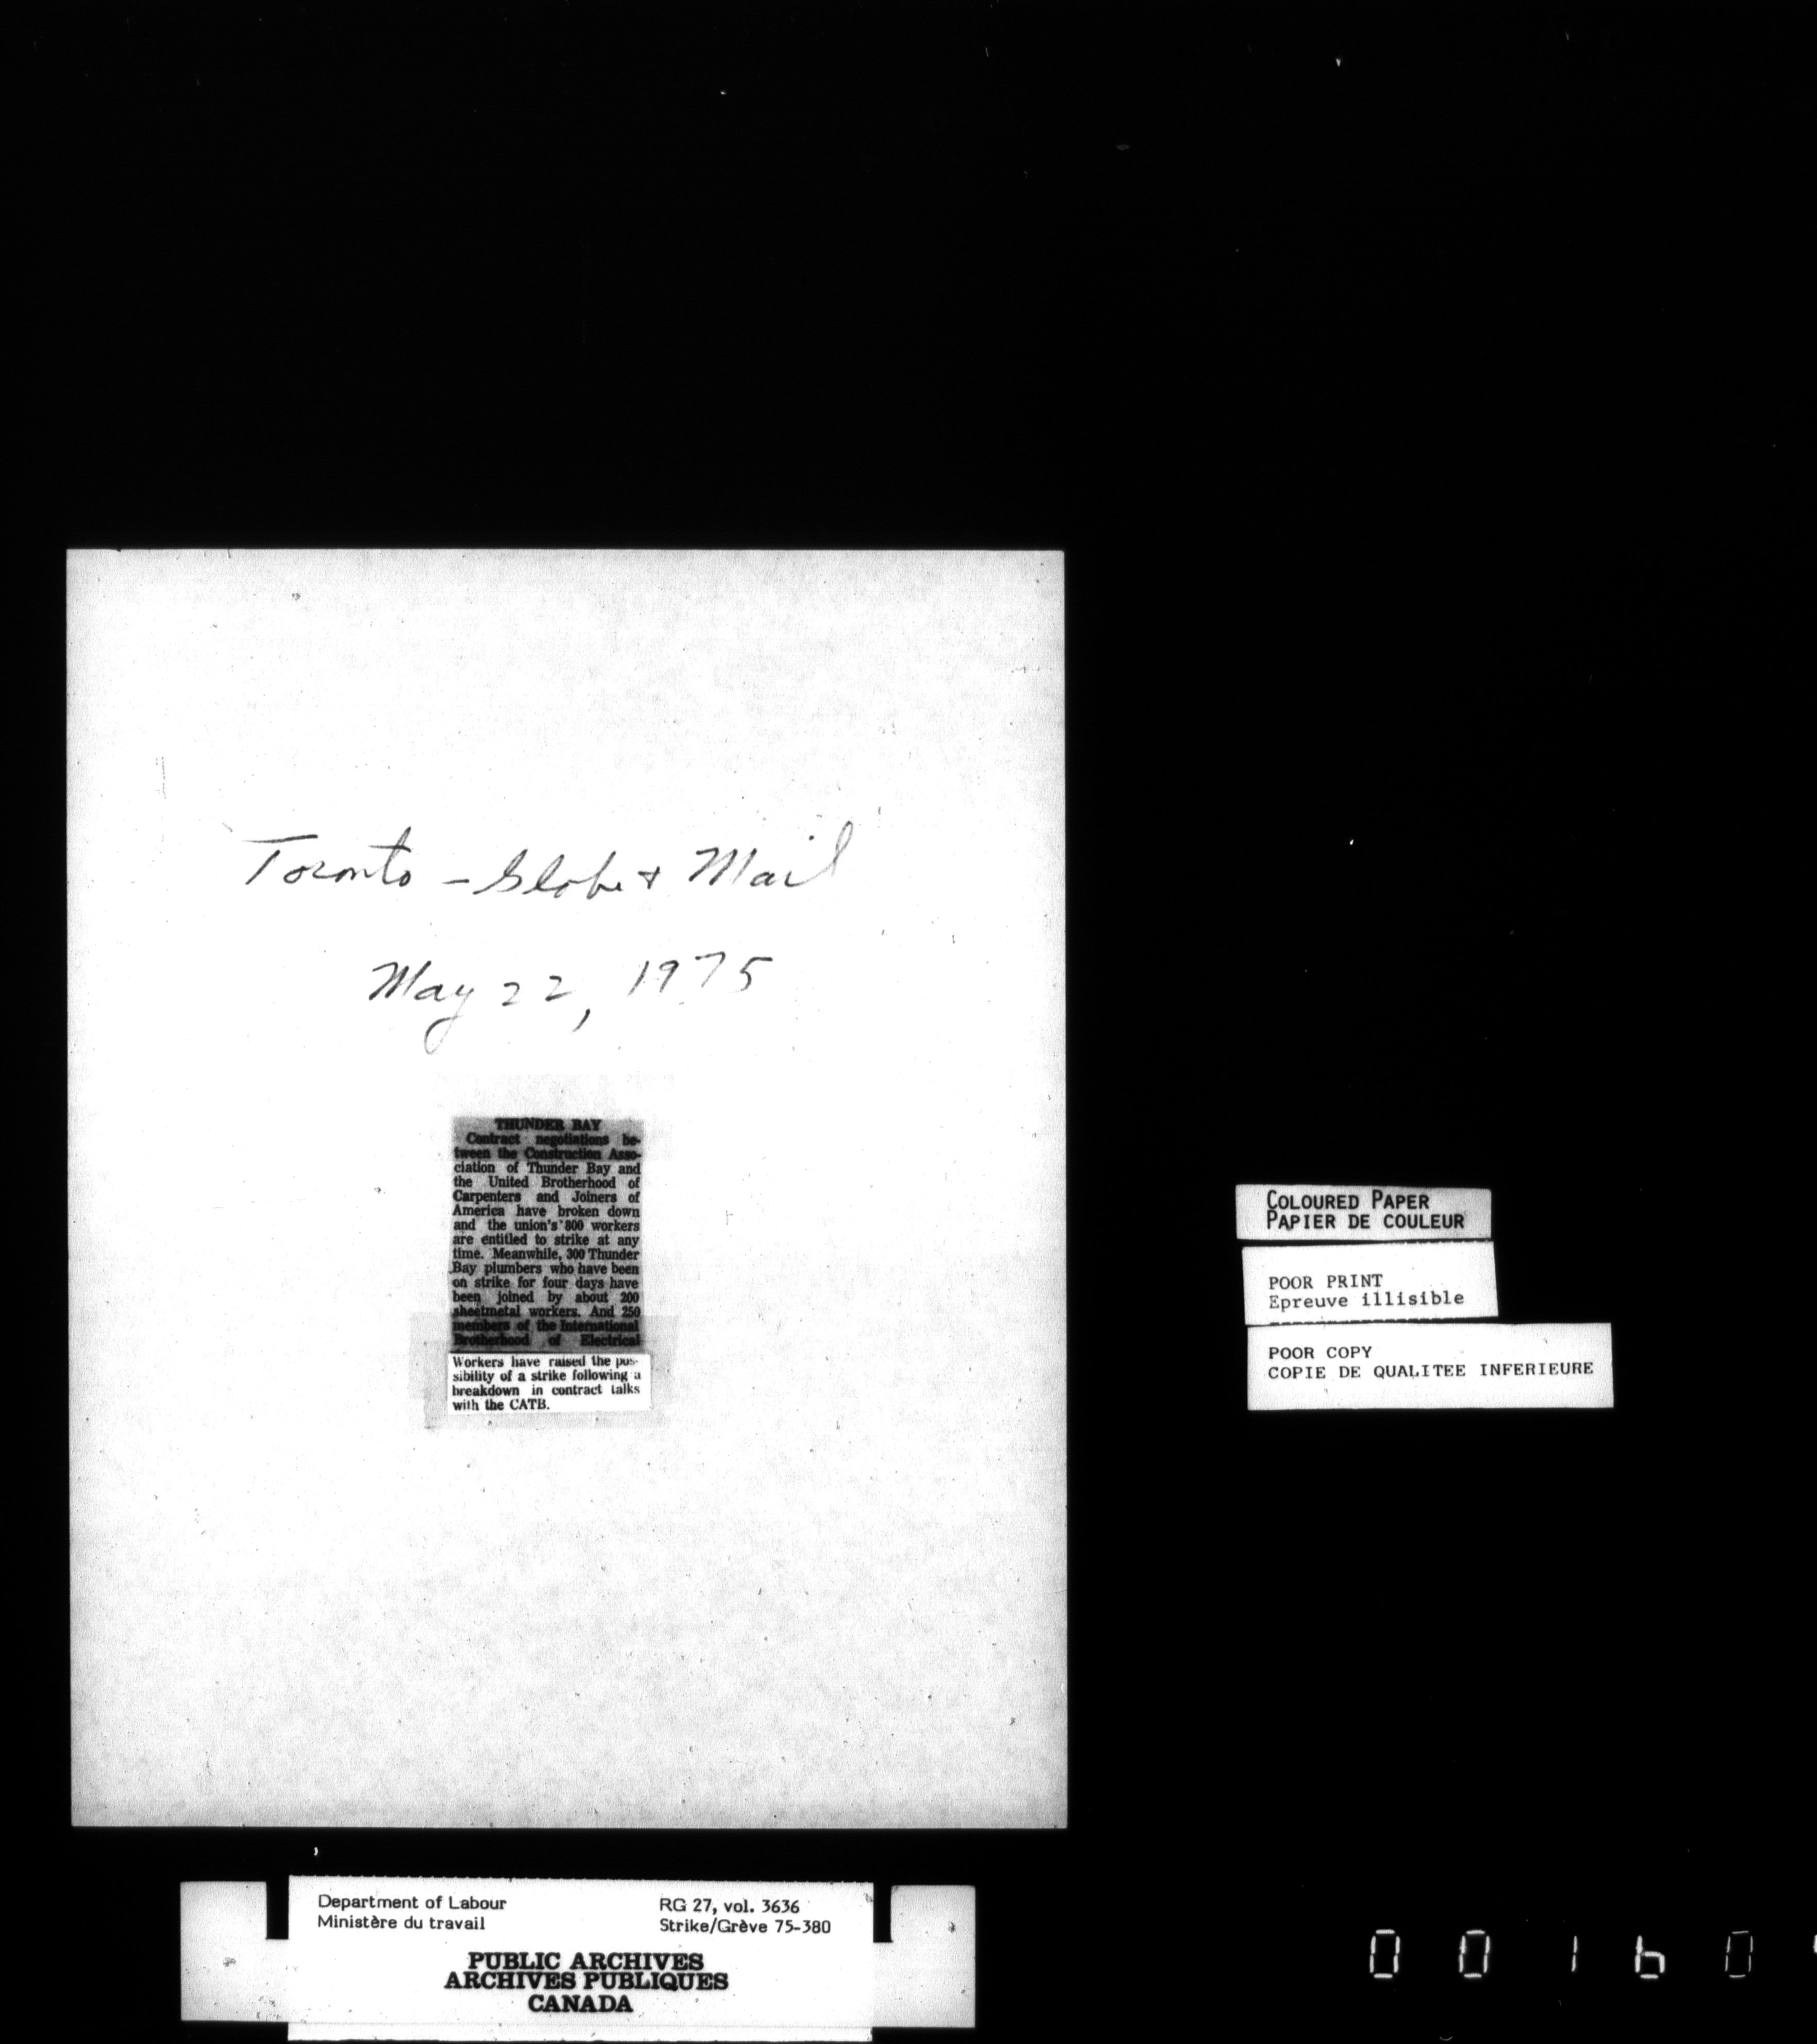 Toronto - Globe & Mail
May 22, 1975
THUNDER BAY
Contract negotiations be-
tween the Construction Asso-
ciation of Thunder Bay and
the United Brotherhood of
Carpenters and Joiners of
America have broken down
and the union's 800 workers
are entitled to strike at any
time. Meanwhile, 300 Thunder
Bay plumbers who have been
on strike for four days have
been joined by about 200
sheetmetal workers. And 250
members of the International
Brotherhood of Electrical
Workers have raised the pos-
sibility of a strike following a
breakdown in contract talks
with the CATB.
COLOURED PAPER
PAPIER DE COULEUR
POOR PRINT
Epreuve illisible
POOR COPY
COPIE DE QUALITEE INFERIEURE
Department of Labour
Ministère du travail
RG 27, vol. 3636
Strike/Grève 75-380
PUBLIC ARCHIVES
ARCHIVES PUBLIQUES
CANADA
0 0 1 6 0